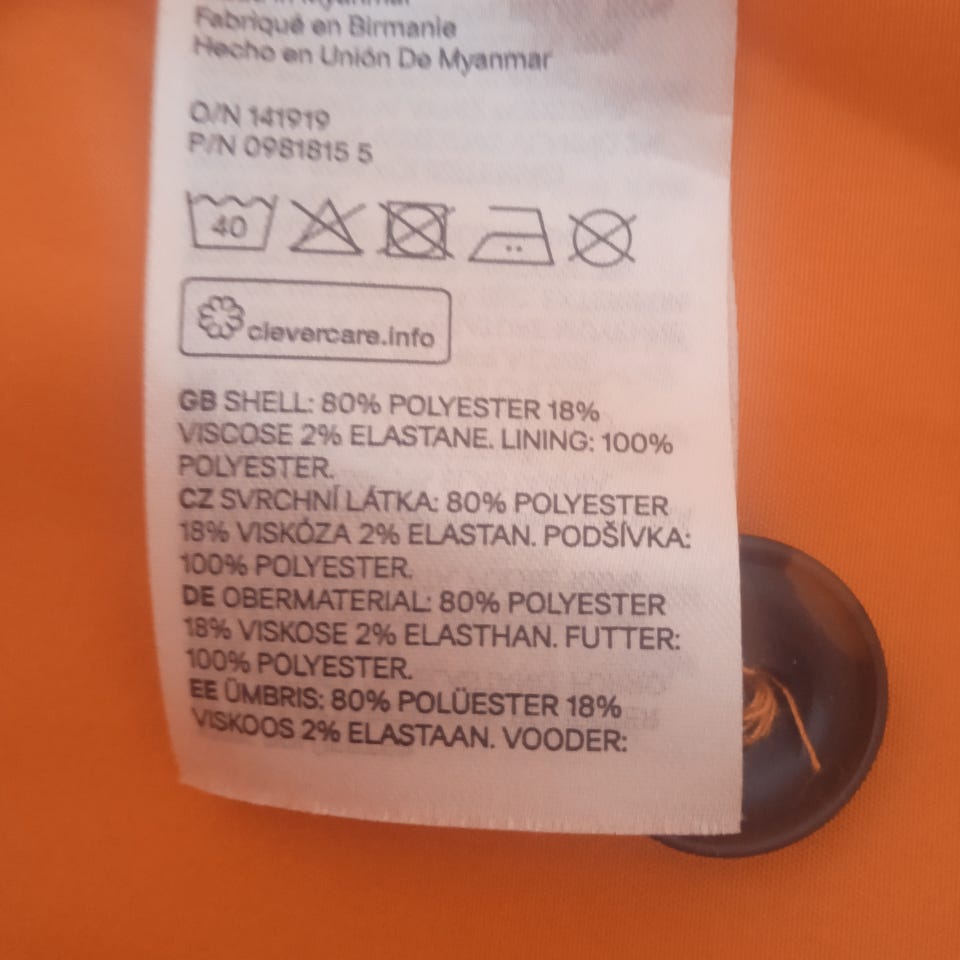 Made in Myanmar
Fabriqué en Birmanie
Hecho en Unión De Myanmar
O/N 141919
P/N 0981815 5
40
clevercare.info
GB SHELL: 80% POLYESTER 18%
VISCOSE 2% ELASTANE. LINING: 100%
POLYESTER.
CZ SVRCHNÍ LÁTKA: 80% POLYESTER
18% VISKÓZA 2% ELASTAN. PODŠÍVKA:
100% POLYESTER.
DE OBERMATERIAL: 80% POLYESTER
18% VISKOSE 2% ELASTHAN. FUTTER:
100% POLYESTER.
EE ÜMBRIS: 80% POLÜESTER 18%
VISKOOS 2% ELASTAAN. VOODER: